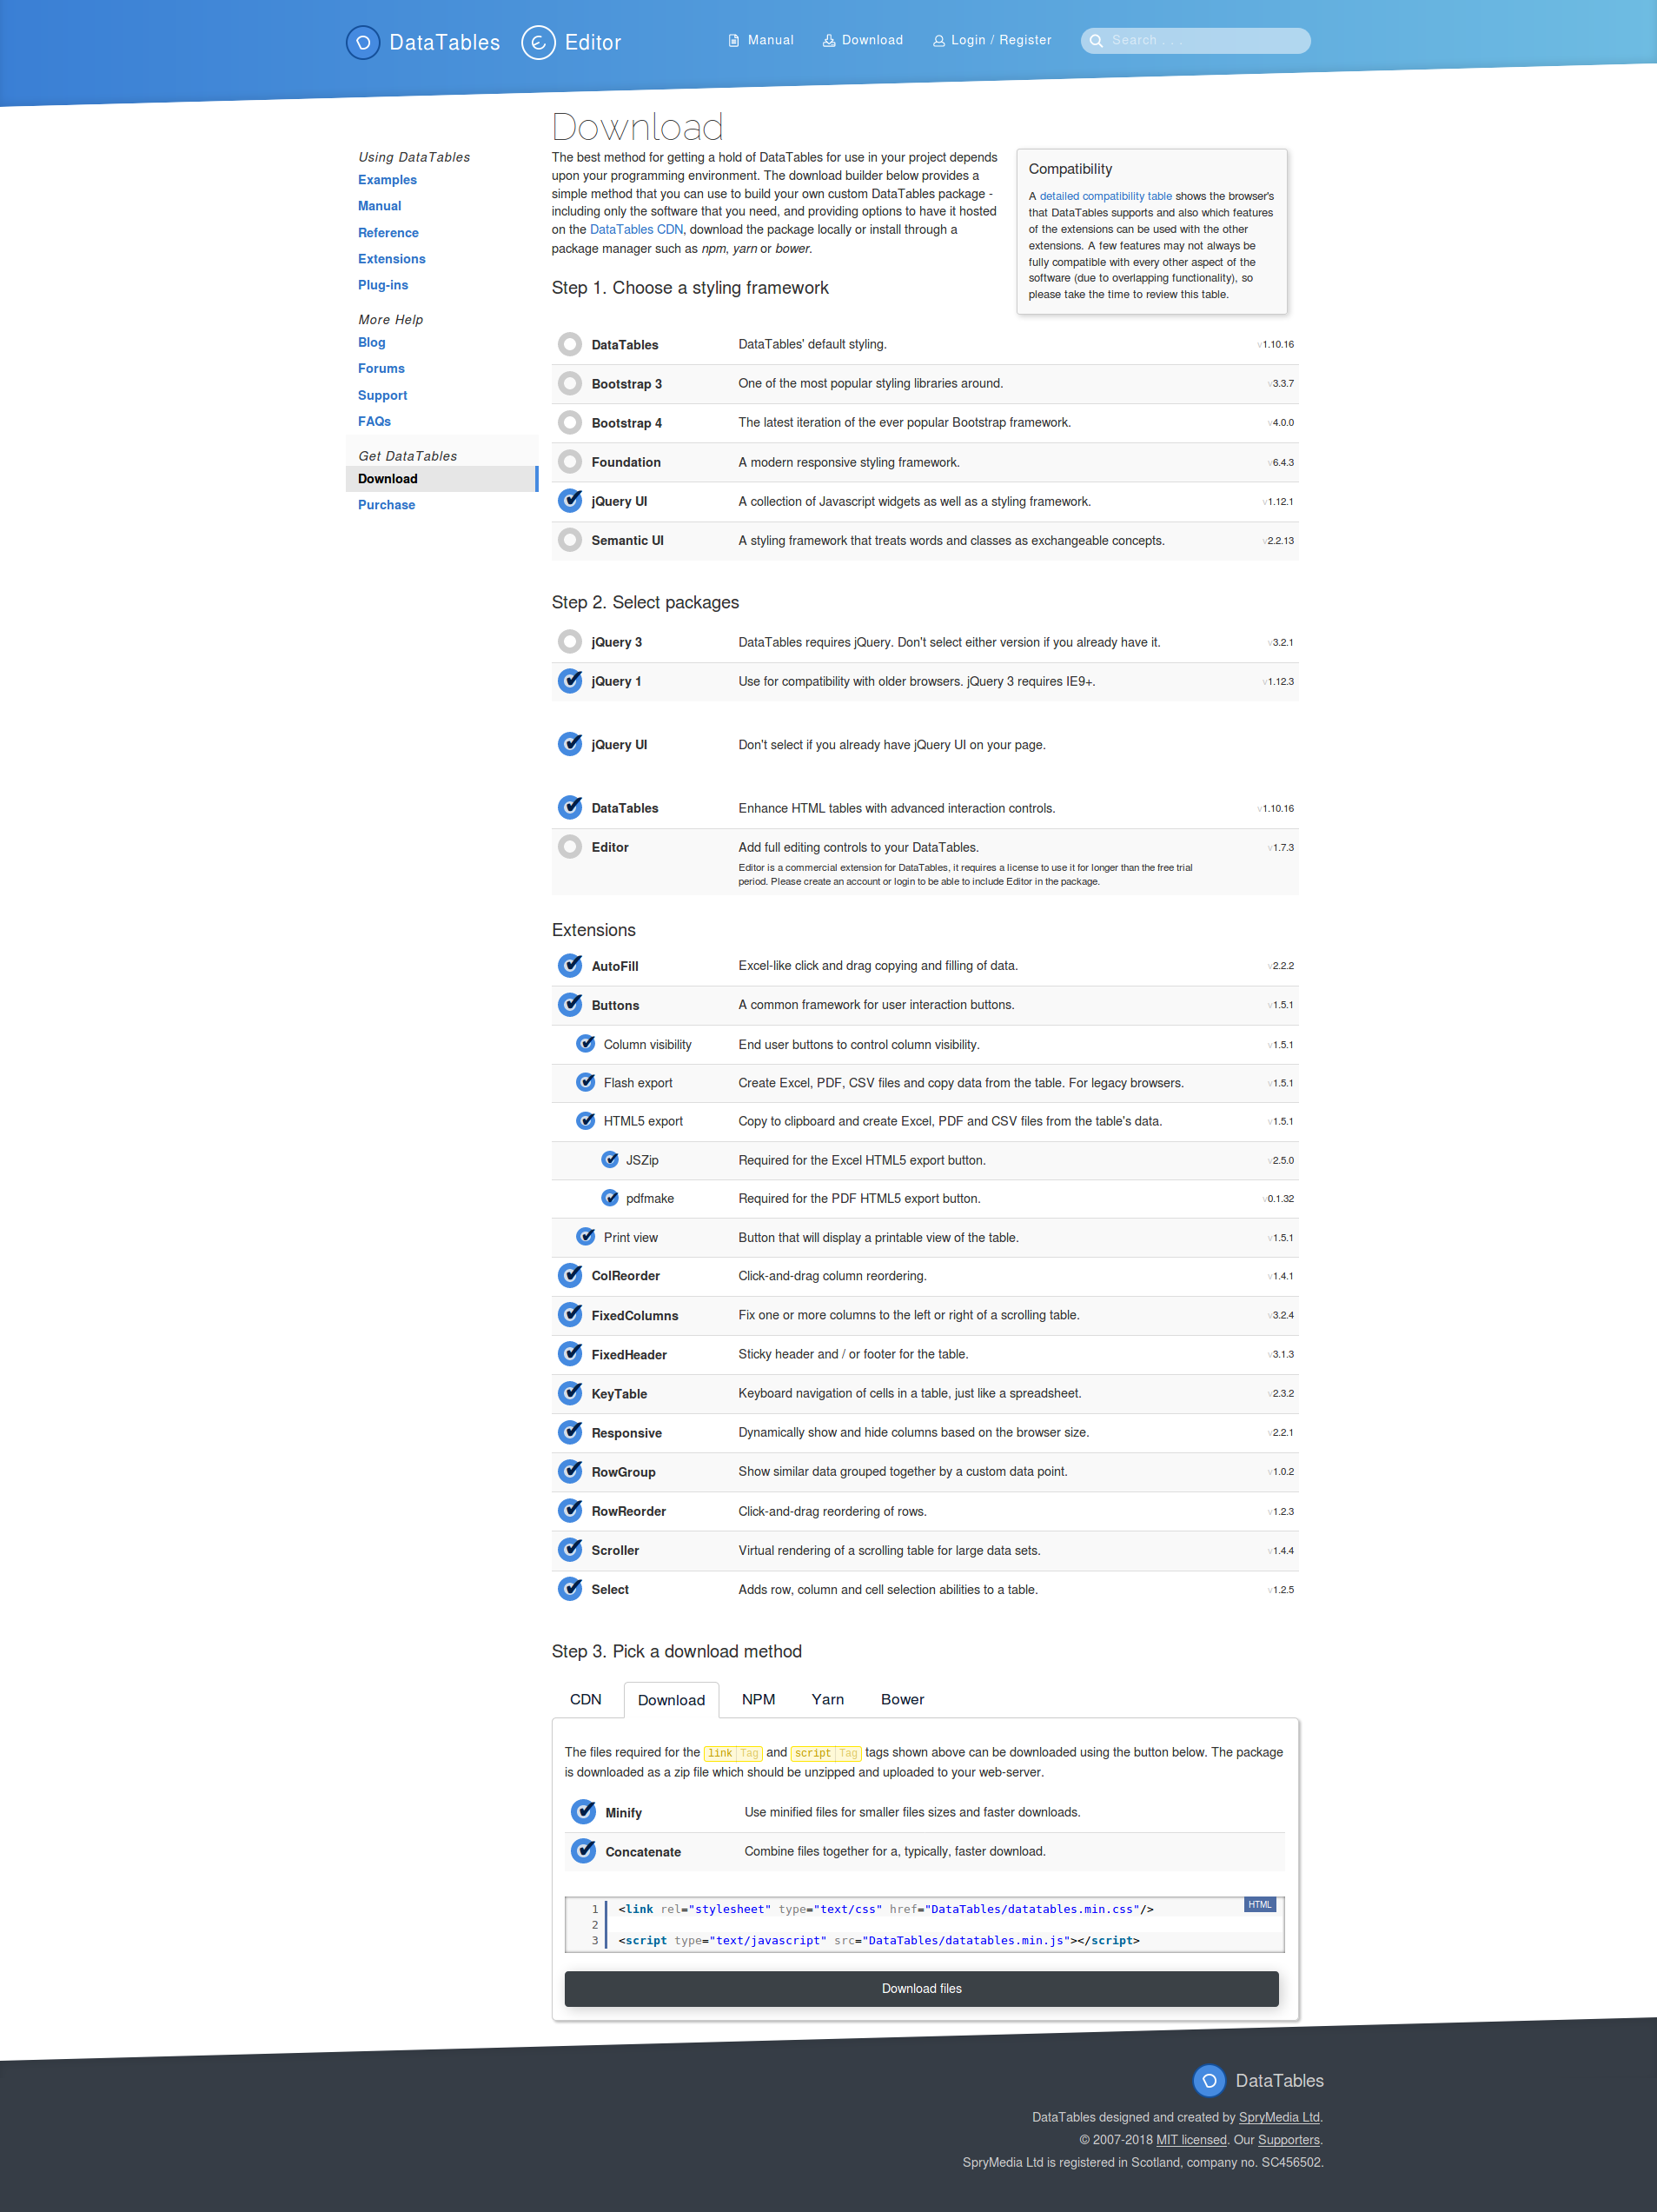 DataTables
Editor
Manual
Download
Login / Register
Search . . .
Download
Using DataTables
Examples
Manual
Reference
Extensions
Plug-ins
More Help
Blog
Forums
Support
FAQs
Get DataTables
Download
Purchase
The best method for getting a hold of DataTables for use in your project depends
upon your programming environment. The download builder below provides a
simple method that you can use to build your own custom DataTables package -
including only the software that you need, and providing options to have it hosted
on the DataTables CDN, download the package locally or install through a
package manager such as npm, yarn or bower.
Compatibility
A detailed compatibility table shows the browser's
that DataTables supports and also which features
of the extensions can be used with the other
extensions. A few features may not always be
fully compatible with every other aspect of the
software (due to overlapping functionality), so
please take the time to review this table.
Step 1. Choose a styling framework
DataTables DataTables' default styling. v1.10.16
Bootstrap 3 One of the most popular styling libraries around. v3.3.7
Bootstrap 4 The latest iteration of the ever popular Bootstrap framework. v4.0.0
Foundation A modern responsive styling framework. v6.4.3
jQuery UI A collection of Javascript widgets as well as a styling framework. v1.12.1
Semantic UI A styling framework that treats words and classes as exchangeable concepts. v2.2.13
Step 2. Select packages
jQuery 3 DataTables requires jQuery. Don't select either version if you already have it. v3.2.1
jQuery 1 Use for compatibility with older browsers. jQuery 3 requires IE9+. v1.12.3
jQuery UI Don't select if you already have jQuery UI on your page.
DataTables Enhance HTML tables with advanced interaction controls. v1.10.16
Editor Add full editing controls to your DataTables. v1.7.3
Editor is a commercial extension for DataTables, it requires a license to use it for longer than the free trial
period. Please create an account or login to be able to include Editor in the package.
Extensions
AutoFill Excel-like click and drag copying and filling of data. v2.2.2
Buttons A common framework for user interaction buttons. v1.5.1
Column visibility End user buttons to control column visibility. v1.5.1
Flash export Create Excel, PDF, CSV files and copy data from the table. For legacy browsers. v1.5.1
HTML5 export Copy to clipboard and create Excel, PDF and CSV files from the table's data. v1.5.1
JSZip Required for the Excel HTML5 export button. v2.5.0
pdfmake Required for the PDF HTML5 export button. v0.1.32
Print view Button that will display a printable view of the table. v1.5.1
ColReorder Click-and-drag column reordering. v1.4.1
FixedColumns Fix one or more columns to the left or right of a scrolling table. v3.2.4
FixedHeader Sticky header and / or footer for the table. v3.1.3
KeyTable Keyboard navigation of cells in a table, just like a spreadsheet. v2.3.2
Responsive Dynamically show and hide columns based on the browser size. v2.2.1
RowGroup Show similar data grouped together by a custom data point. v1.0.2
RowReorder Click-and-drag reordering of rows. v1.2.3
Scroller Virtual rendering of a scrolling table for large data sets. v1.4.4
Select Adds row, column and cell selection abilities to a table. v1.2.5
Step 3. Pick a download method
CDN Download NPM Yarn Bower
The files required for the link Tag and script Tag tags shown above can be downloaded using the button below. The package
is downloaded as a zip file which should be unzipped and uploaded to your web-server.
Minify Use minified files for smaller files sizes and faster downloads.
Concatenate Combine files together for a, typically, faster download.
HTML
1 <link rel="stylesheet" type="text/css" href="DataTables/datatables.min.css"/>
2
3 <script type="text/javascript" src="DataTables/datatables.min.js"></script>
Download files
DataTables
DataTables designed and created by SpryMedia Ltd.
© 2007-2018 MIT licensed. Our Supporters.
SpryMedia Ltd is registered in Scotland, company no. SC456502.